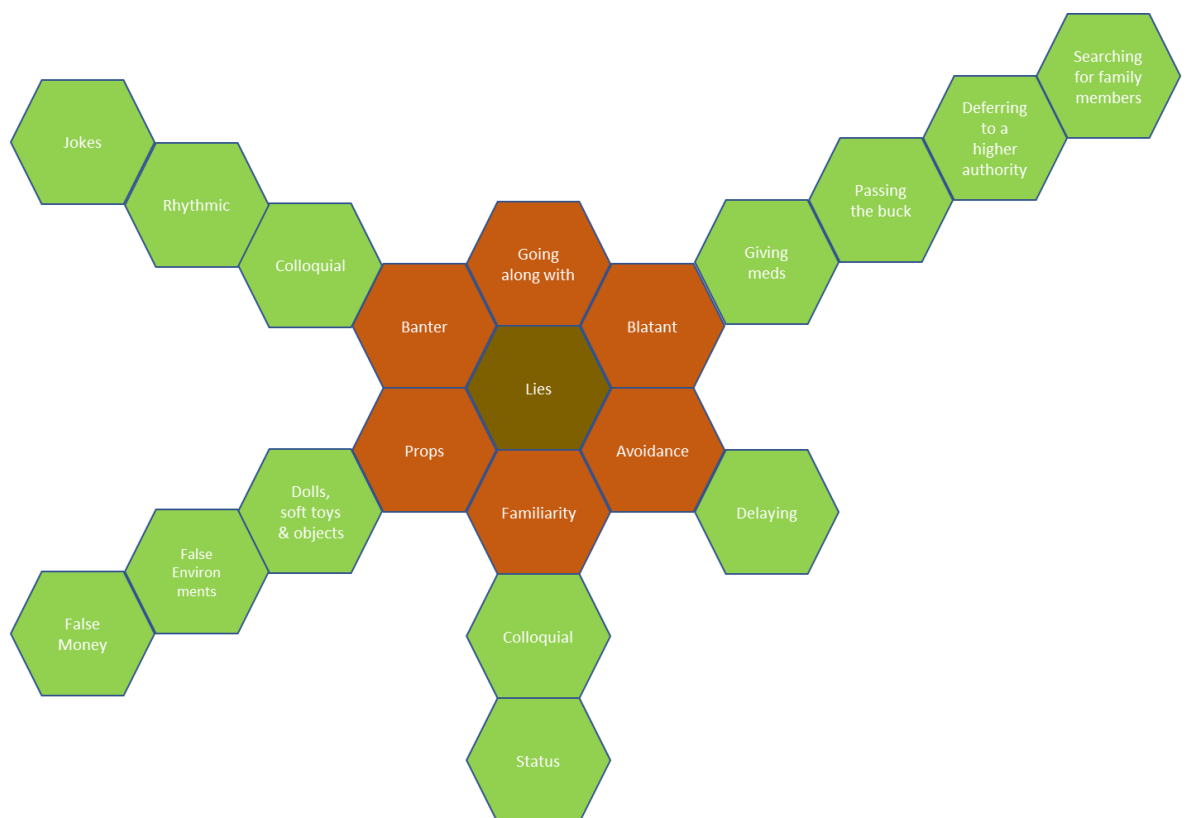 Searching
for family
members
Deferring
to a
higher
authority
Jokes
Passing
the buck
Rhythmic
Giving
meds
Colloquial
Going
along with
Banter
Blatant
Lies
Props
Avoidance
Dolls,
soft toys
& objects
Familiarity
Delaying
False
Environ
ments
False
Money
Colloquial
Status